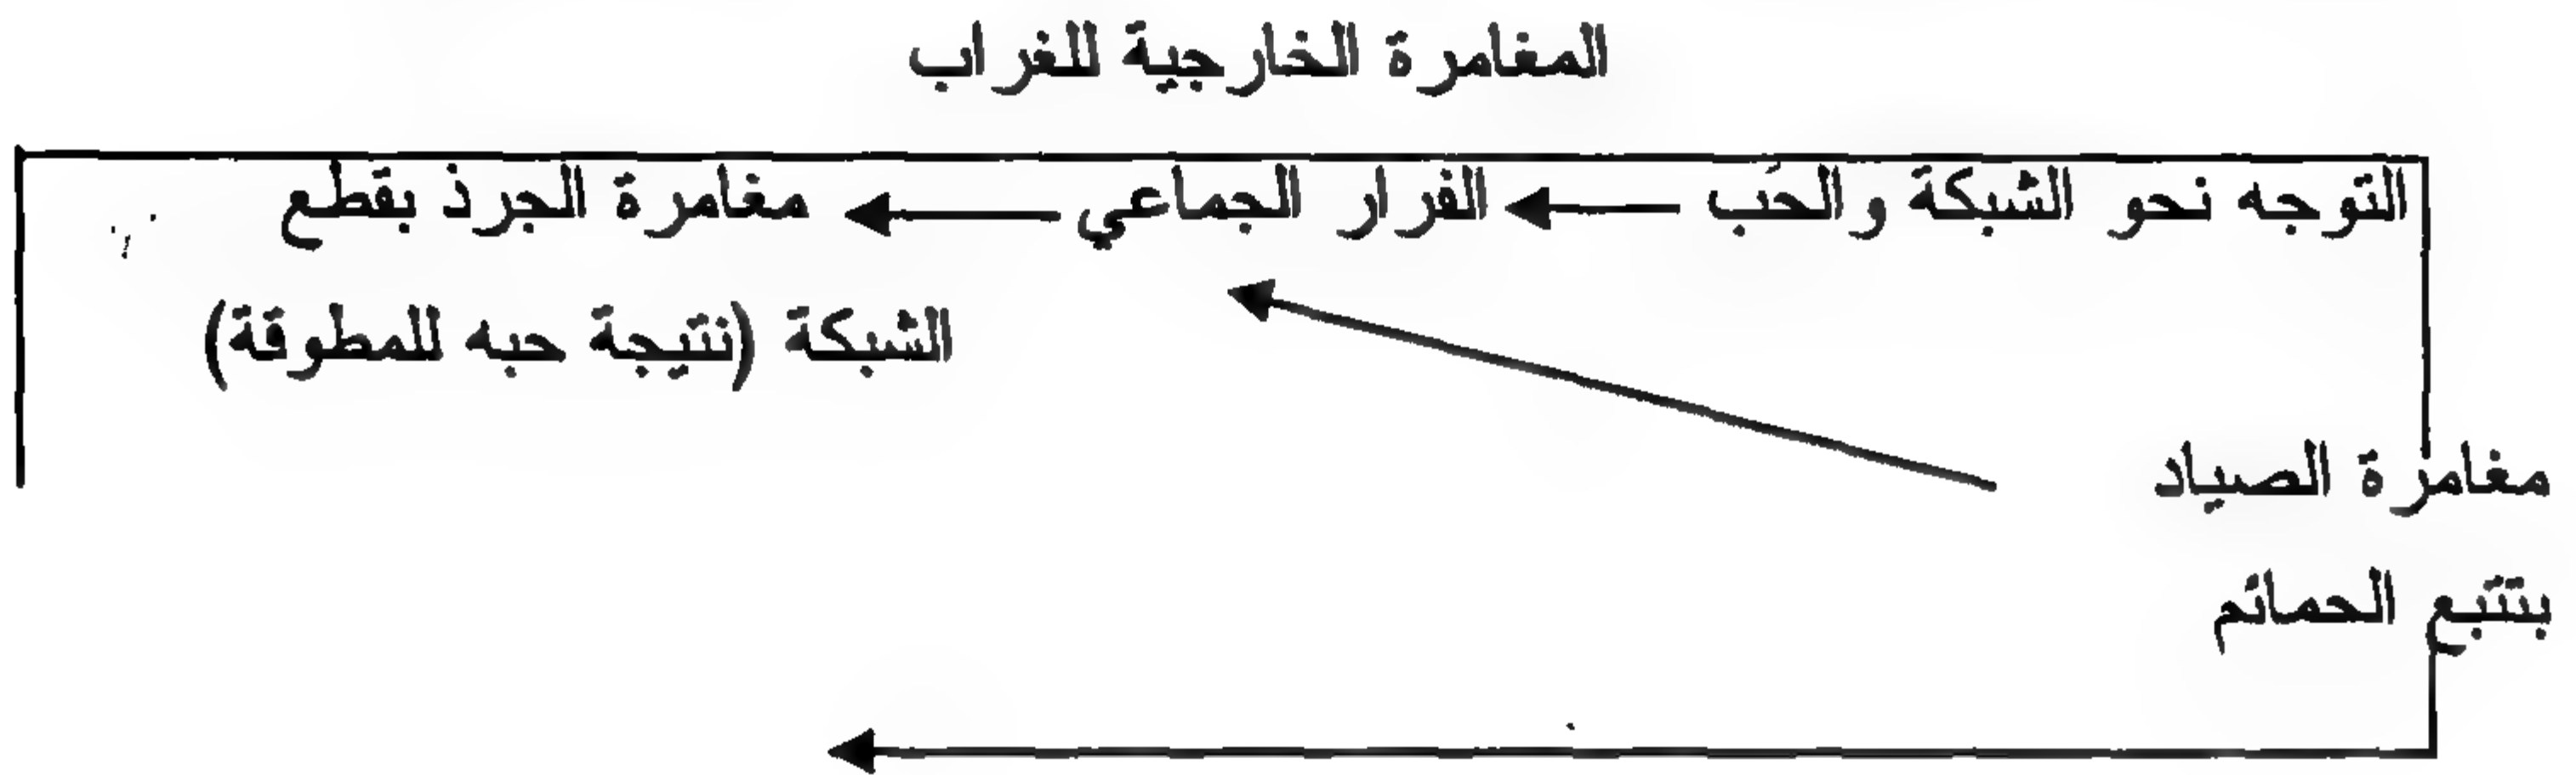 المغامرة الخارجية للغراب
التوجه نحو الشبكة والحَب الفرار الجماعي مغامرة الجرذ بقطع
الشبكة (نتيجة حبه للمطوقة)
مغامرة الصياد
بتتبع الحمائم